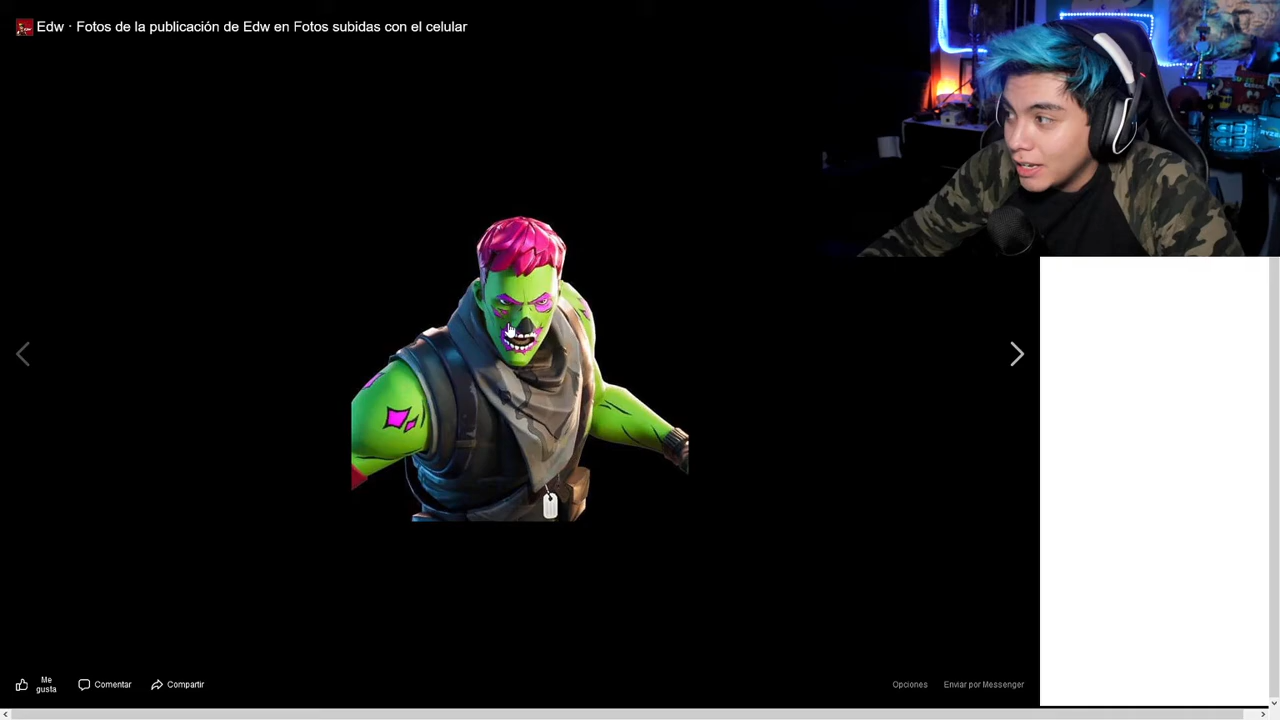 Edw · Fotos de la publicación de Edw en Fotos subidas con el celular
Me
gusta
Comentar
Compartir
Opciones
Enviar por Messenger